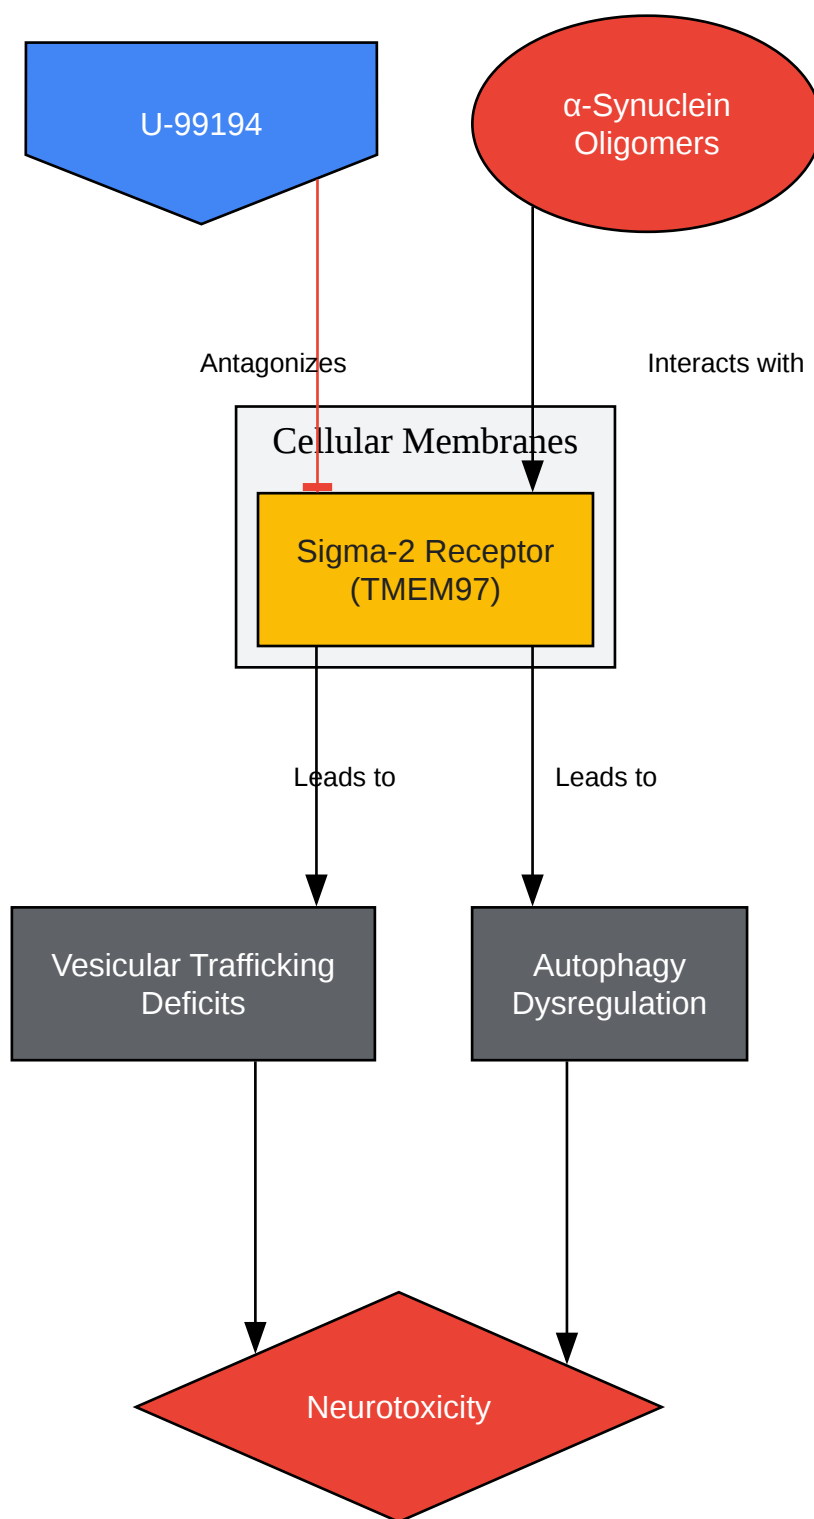 U-99194
α-Synuclein
Oligomers
Antagonizes
Interacts with
Cellular Membranes
Sigma-2 Receptor
(TMEM97)
Leads to
Leads to
Vesicular Trafficking
Deficits
Autophagy
Dysregulation
Neurotoxicity